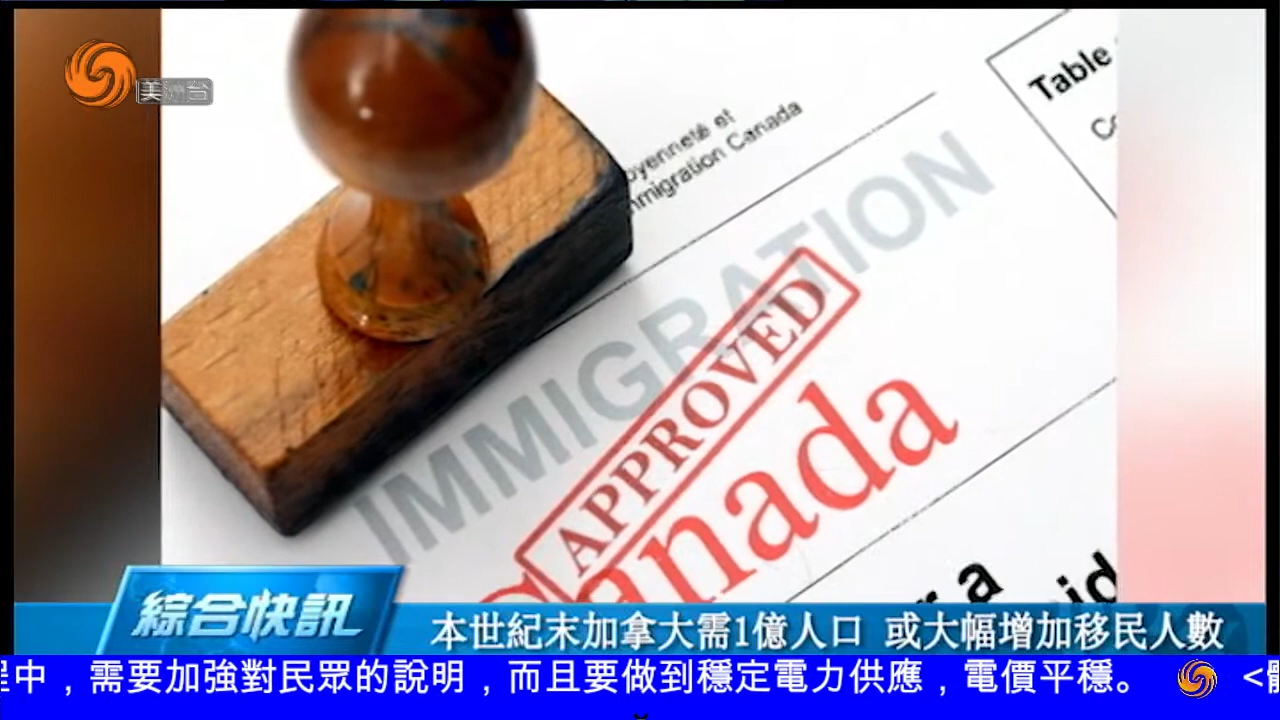 美洲台
Table
oyenneté et
mmigration Canada
IMMIGRATION
APPROVED
anada
r a
id
綜合快訊
本世紀末加拿大需1億人口 或大幅增加移民人數
中，需要加強對民眾的說明，而且要做到穩定電力供應，電價平穩。 <